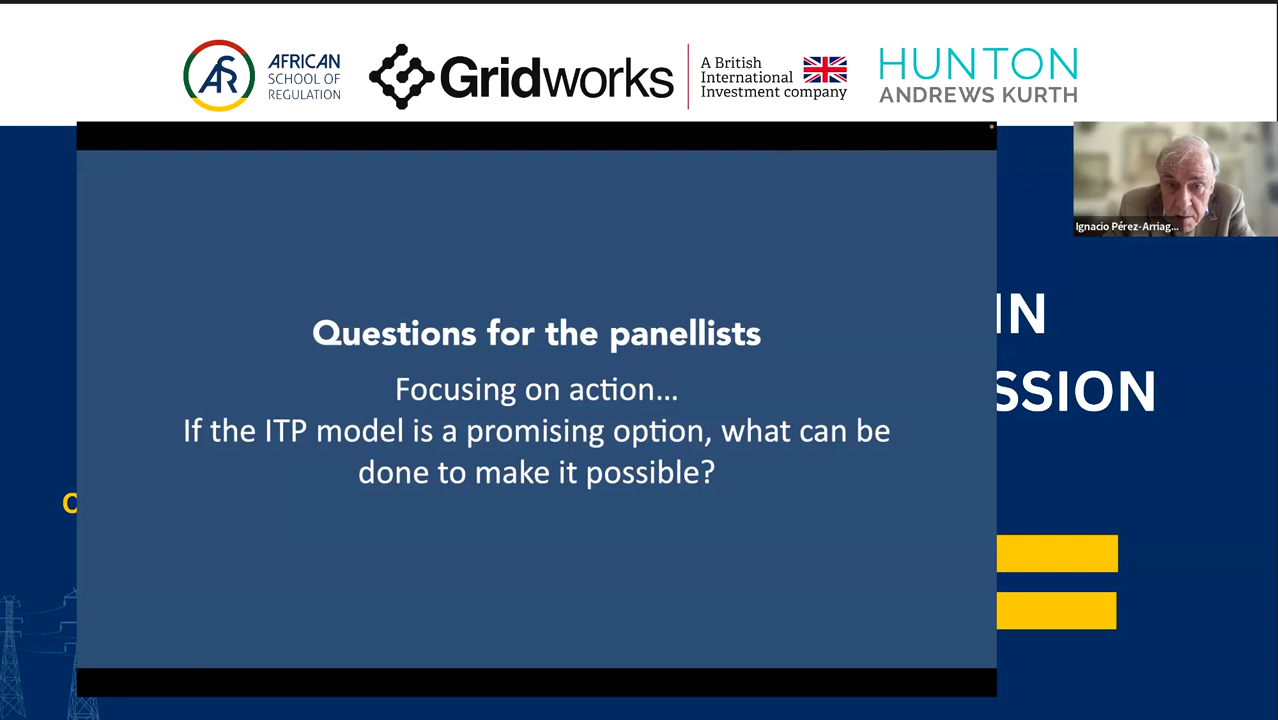 AFRICAN
SCHOOL OF
REGULATION
Gridworks
A British
International
Investment company
HUNTON
ANDREWS KURTH
Ignacio Pérez-Arriag...
IN
SSION
Questions for the panellists
Focusing on action...
If the ITP model is a promising option, what can be
done to make it possible?